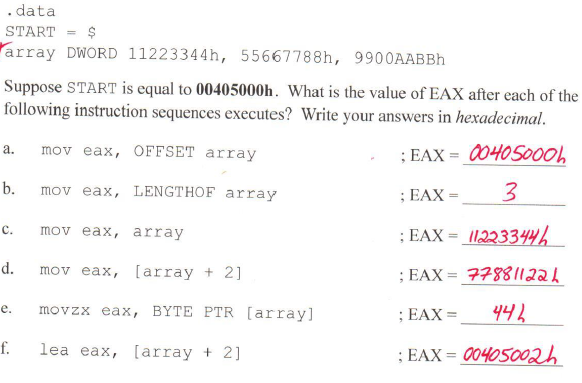 .data
START = $
array DWORD 11223344h, 55667788h, 9900AABBh
Suppose START is equal to 00405000h. What is the value of EAX after each of the
following instruction sequences executes? Write your answers in hexadecimal.
a. mov eax, OFFSET array ; EAX = 00405000h
b. mov eax, LENGTHOF array ; EAX = 3
c. mov eax, array ; EAX = 11223344h
d. mov eax, [array + 2] ; EAX = 77881122h
e. movzx eax, BYTE PTR [array] ; EAX = 44h
f. lea eax, [array + 2] ; EAX = 00405002h